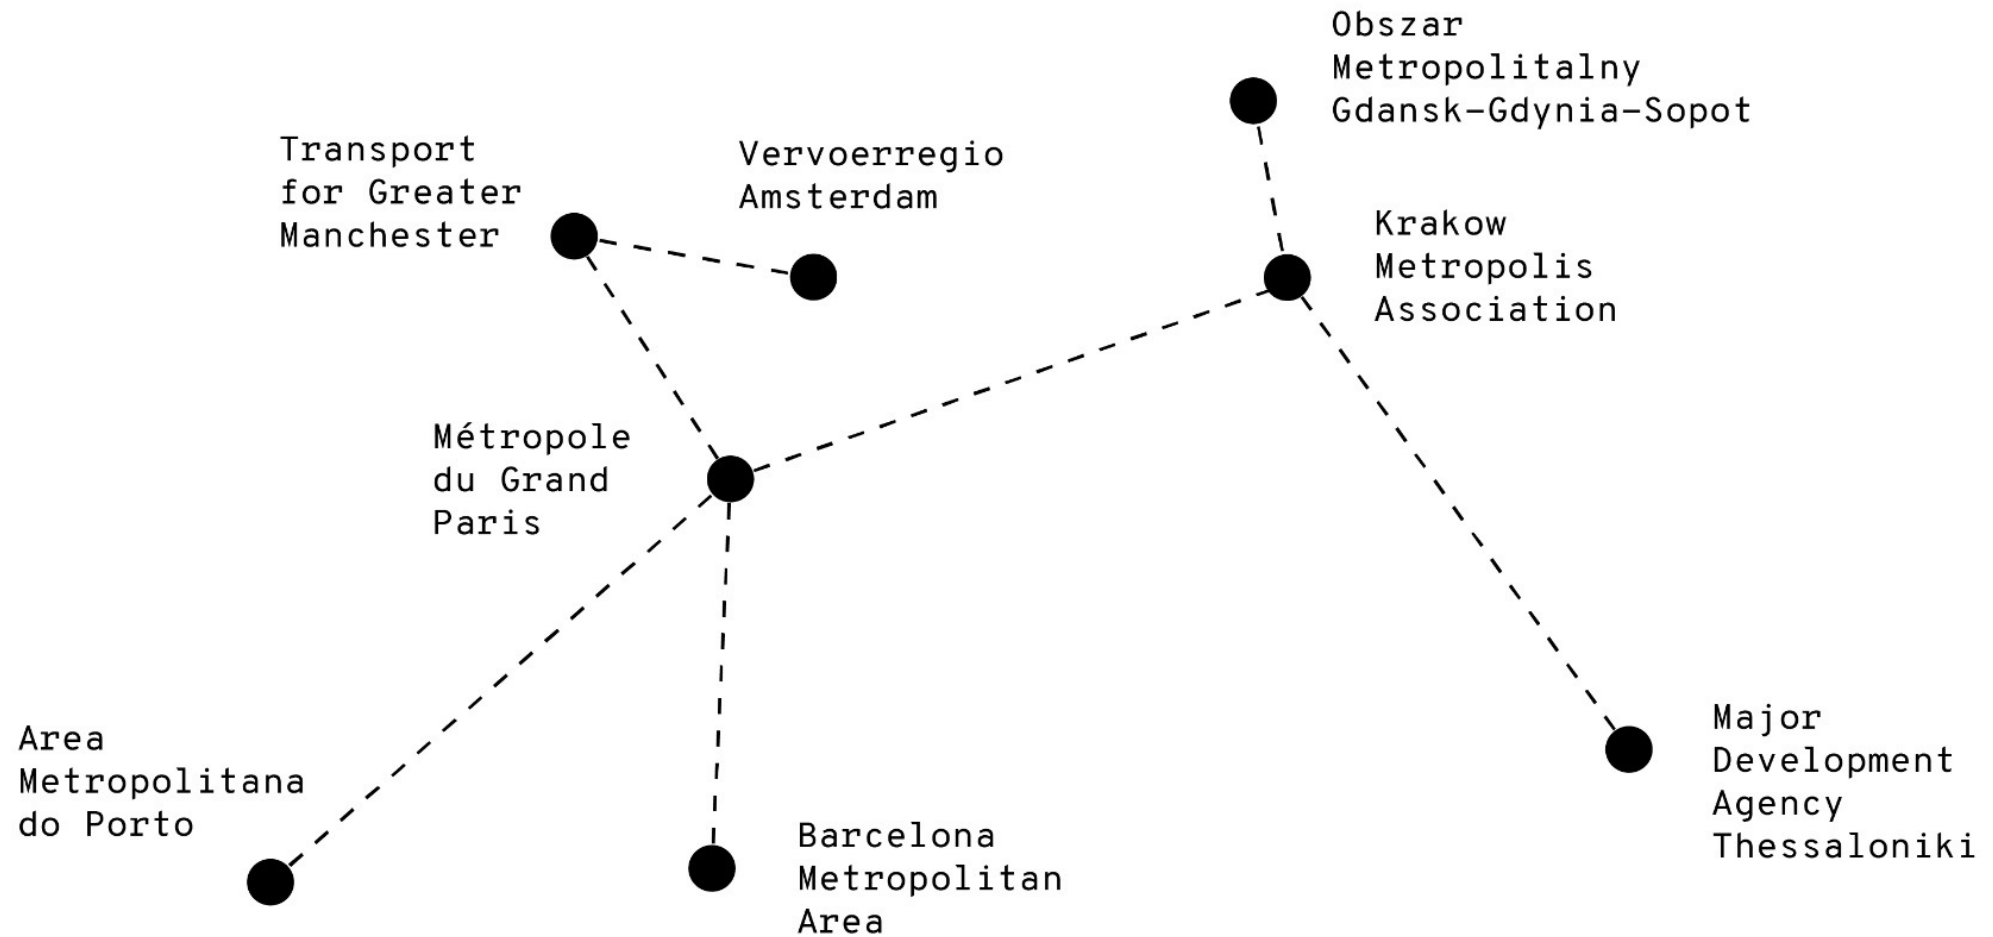 Obszar
Metropolitalny
Gdansk-Gdynia-Sopot
Transport
for Greater
Manchester
Vervoerregio
Amsterdam
Krakow
Metropolis
Association
Métropole
du Grand
Paris
Area
Metropolitana
do Porto
Barcelona
Metropolitan
Area
Major
Development
Agency
Thessaloniki